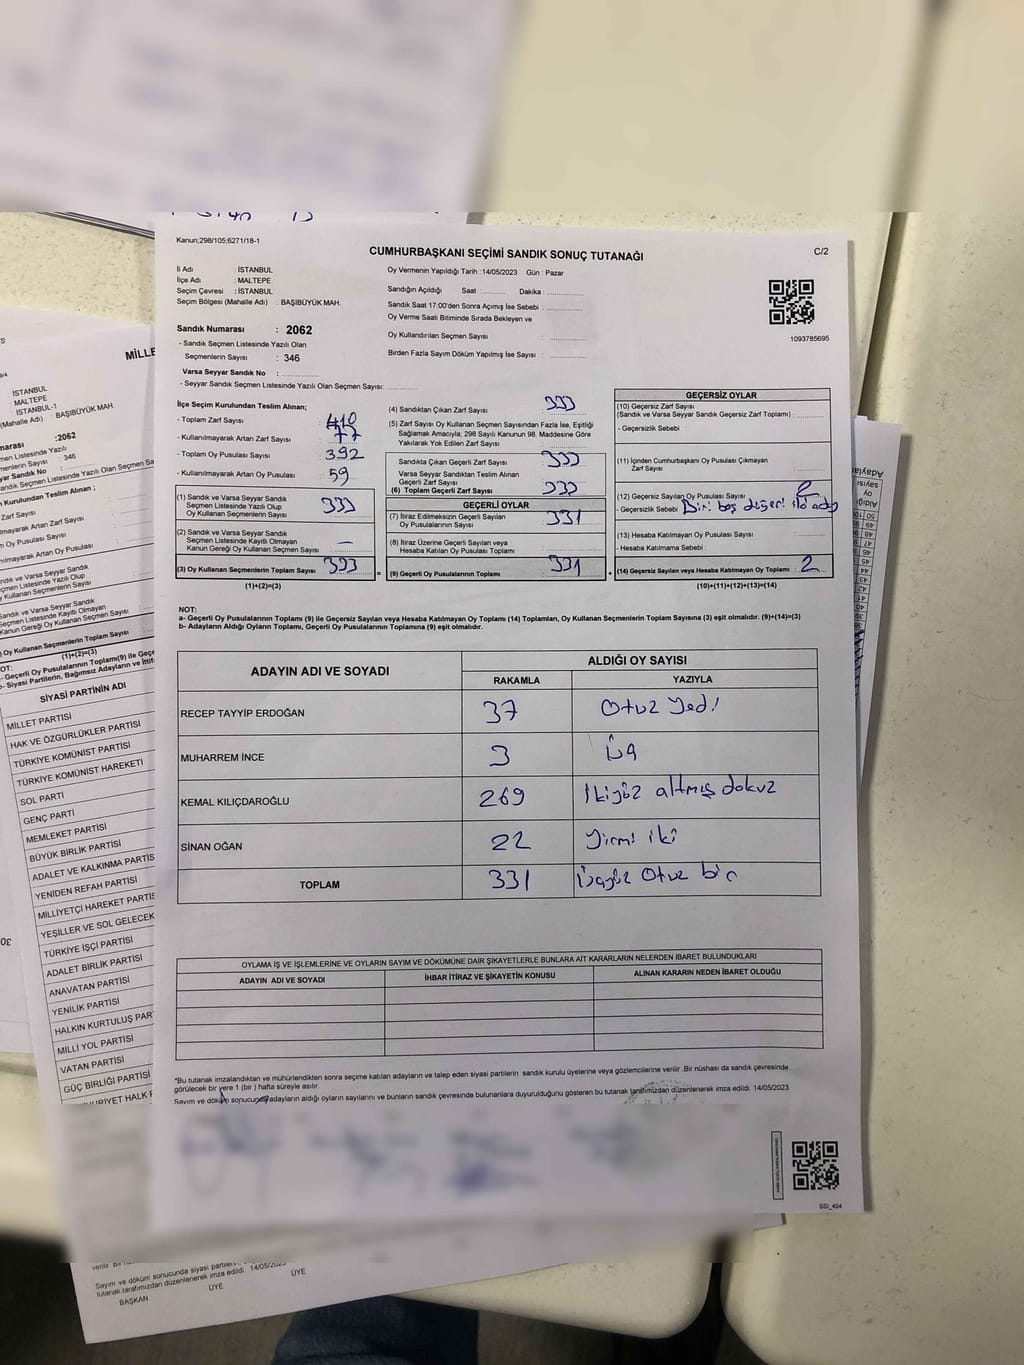 Kanun;298/105;6271/18-1
CUMHURBAŞKANI SEÇİMİ SANDIK SONUÇ TUTANAĞI
C/2
İl Adı : İSTANBUL
İlçe Adı : MALTEPE
Seçim Çevresi : İSTANBUL
Seçim Bölgesi (Mahalle Adı) : BAŞIBÜYÜK MAH.
Sandık Numarası : 2062
- Sandık Seçmen Listesinde Yazılı Olan
Seçmenlerin Sayısı : 346
Varsa Seyyar Sandık No :
- Seyyar Sandık Seçmen Listesinde Yazılı Olan Seçmen Sayısı:
Oy Vermenin Yapıldığı Tarih :14/05/2023 Gün : Pazar
Sandığın Açıldığı Saat : Dakika :
Sandık Saat 17:00'den Sonra Açımış İse Sebebi :
Oy Verme Saati Bitiminde Sırada Bekleyen ve
Oy Kullandırılan Seçmen Sayısı :
Birden Fazla Sayım Döküm Yapılmış İse Sayısı :
1093785695
İlçe Seçim Kurulundan Teslim Alınan;
- Toplam Zarf Sayısı : 410
- Kullanılmayarak Artan Zarf Sayısı : 77
- Toplam Oy Pusulası Sayısı : 392
- Kullanılmayarak Artan Oy Pusulası : 59
(1) Sandık ve Varsa Seyyar Sandık
Seçmen Listesinde Yazılı Olup
Oy Kullanan Seçmen Sayısı : 333
(2) Sandık ve Varsa Seyyar Sandık
Seçmen Listesinde Kayıtlı Olmayan
Kanun Gereği Oy Kullanan Seçmen Sayısı : —
(3) Oy Kullanan Seçmenlerin Toplam Sayısı : 333
(1)+(2)=(3)
(4) Sandıktan Çıkan Zarf Sayısı : 333
(5) Zarf Sayısı Oy Kullanan Seçmen Sayısından Fazla İse, Eşitliği
Sağlamak Amacıyla, 298 Sayılı Kanunun 98. Maddesine Göre
Yakılarak Yok Edilen Zarf Sayısı :
Sandıkta Çıkan Geçerli Zarf Sayısı : 333
Varsa Seyyar Sandıktan Teslim Alınan
Geçerli Zarf Sayısı :
(6) Toplam Geçerli Zarf Sayısı : 333
GEÇERLİ OYLAR
(7) İtiraz Edilmeksizin Geçerli Sayılan
Oy Pusulalarının Sayısı : 331
(8) İtiraz Üzerine Geçerli Sayılan veya
Hesaba Katılan Oy Pusulası Toplamı :
(9) Geçerli Oy Pusulalarının Toplamı : 331
GEÇERSİZ OYLAR
(10) Geçersiz Zarf Sayısı
(Sandık ve Varsa Seyyar Sandık Geçersiz Zarf Toplamı) :
- Geçersizlik Sebebi :
(11) İçinden Cumhurbaşkanı Oy Pusulası Çıkmayan
Zarf Sayısı :
(12) Geçersiz Sayılan Oy Pusulası Sayısı : 2
- Geçersizlik Sebebi : Biri boş diğeri
(13) Hesaba Katılmayan Oy Pusulası Sayısı :
- Hesaba Katılmama Sebebi :
(14) Geçersiz Sayılan veya Hesaba Katılmayan Oy Toplamı : 2
(10)+(11)+(12)+(13)=(14)
NOT:
a- Geçerli Oy Pusulalarının Toplamı (9) ile Geçersiz Sayılan veya Hesaba Katılmayan Oy Toplamı (14) Toplamları, Oy Kullanan Seçmenlerin Toplam Sayısına (3) eşit olmalıdır. (9)+(14)=(3)
b- Adayların Aldığı Oyların Toplamı, Geçerli Oy Pusulalarının Toplamına (9) eşit olmalıdır.
ADAYIN ADI VE SOYADI ALDIĞI OY SAYISI
RAKAMLA YAZIYLA
RECEP TAYYİP ERDOĞAN 37 Otuz Yedi
MUHARREM İNCE 3 üç
KEMAL KILIÇDAROĞLU 269 İkiyüz altmış dokuz
SİNAN OĞAN 22 Yirmi iki
TOPLAM 331 üçyüz Otuz bir
OYLAMA İŞ VE İŞLEMLERİNE VE OYLARIN SAYIM VE DÖKÜMÜNE DAİR ŞİKAYETLERLE BUNLARA AİT KARARLARIN NELERDEN İBARET BULUNDUKLARI
ADAYIN ADI VE SOYADI İHBAR İTİRAZ VE ŞİKAYETİN KONUSU ALINAN KARARIN NEDEN İBARET OLDUĞU
*Bu tutanak imzalandıktan ve mühürlendikten sonra seçime katılan adayların ve talep eden siyasi partilerin sandık kurulu üyelerine veya gözlemcilerine verilir .Bir nüshası da sandık çevresinde
görülecek bir yere 1 (bir ) hafta süreyle asılır.
Sayım ve döküm sonucunda adayların aldığı oyların sayılarını ve bunların sandık çevresinde bulunanlara duyurulduğunu gösteren bu tutanak tarafımızdan düzenlenerek imza edildi. 14/05/2023
SSI_404
İSTANBUL
MALTEPE
İSTANBUL-1
BAŞIBÜYÜK MAH.
:2062
: 346
SİYASİ PARTİNİN ADI
MİLLET PARTİSİ
HAK VE ÖZGÜRLÜKLER PARTİSİ
TÜRKİYE KOMÜNİST PARTİSİ
TÜRKİYE KOMÜNİST HAREKETİ
SOL PARTİ
GENÇ PARTİ
MEMLEKET PARTİSİ
BÜYÜK BİRLİK PARTİSİ
ADALET VE KALKINMA PARTİS
YENİDEN REFAH PARTİSİ
MİLLİYETÇİ HAREKET PARTİS
YEŞİLLER VE SOL GELECEK
TÜRKİYE İŞÇİ PARTİSİ
ADALET BİRLİK PARTİSİ
ANAVATAN PARTİSİ
YENİLİK PARTİSİ
HALKIN KURTULUŞ PAR
MİLLİ YOL PARTİSİ
VATAN PARTİSİ
GÜÇ BİRLİĞİ PARTİSİ
Sayım ve döküm sonucunda siyasi partileri
tutanak tarafımızdan düzenlenerek imza edildi. 14/05/2023
BAŞKAN ÜYE ÜYE